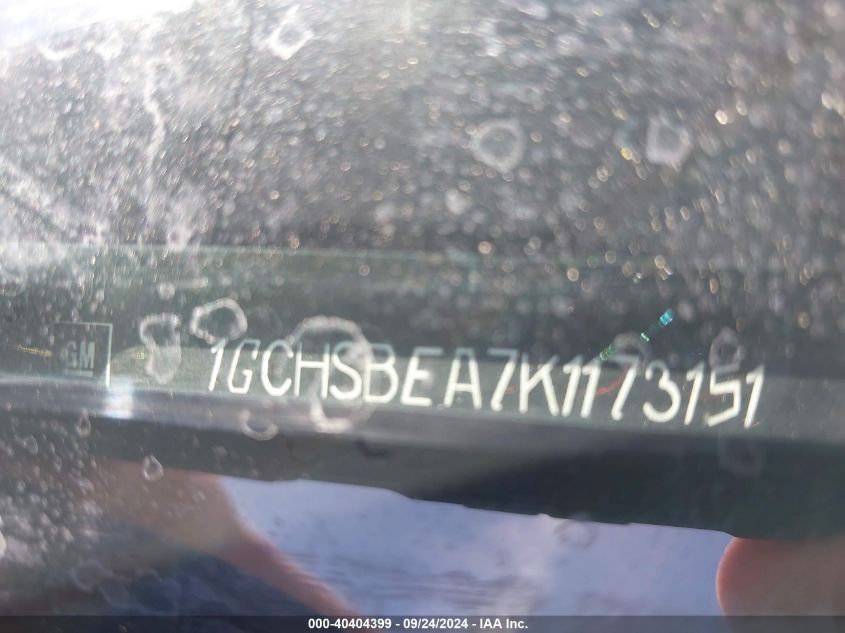 GM
1GCHSBEA7K1173151
000-40404399 - 09/24/2024 - IAA Inc.